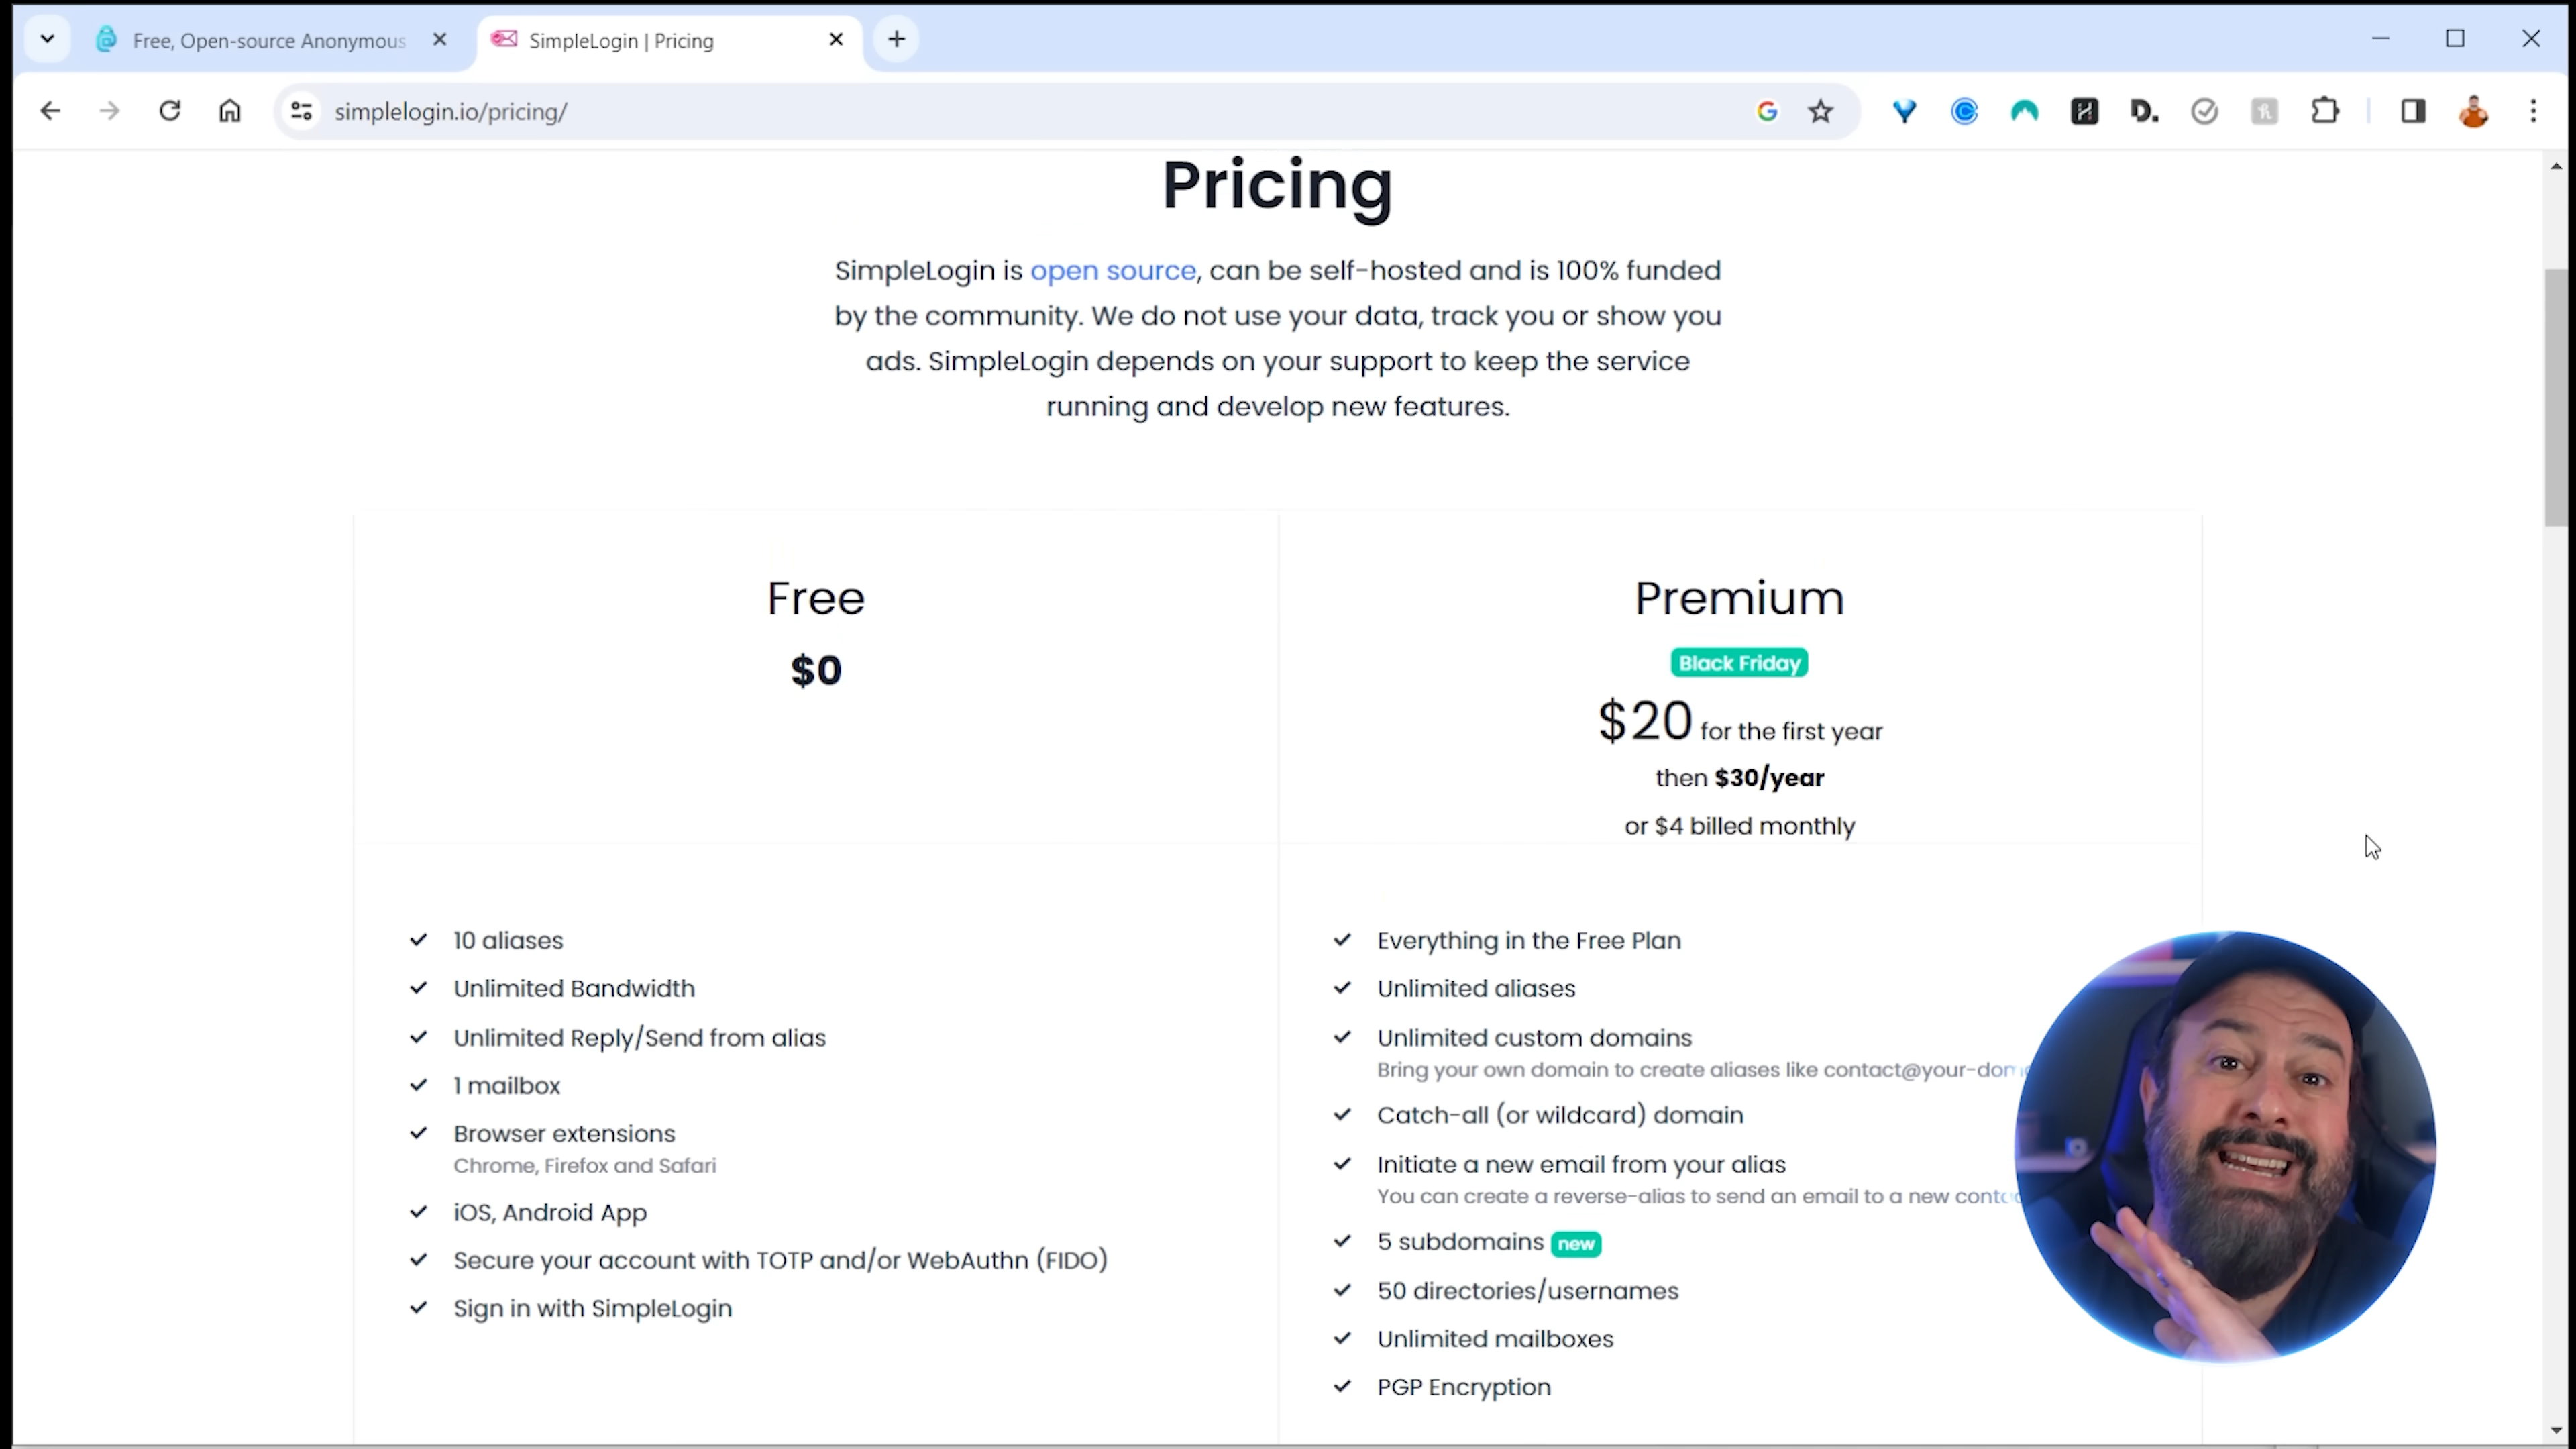 Free, Open-source Anonymous
SimpleLogin | Pricing
simplelogin.io/pricing/
Pricing
SimpleLogin is open source, can be self-hosted and is 100% funded
by the community. We do not use your data, track you or show you
ads. SimpleLogin depends on your support to keep the service
running and develop new features.
Free
$0
10 aliases
Unlimited Bandwidth
Unlimited Reply/Send from alias
1 mailbox
Browser extensions
Chrome, Firefox and Safari
iOS, Android App
Secure your account with TOTP and/or WebAuthn (FIDO)
Sign in with SimpleLogin
Premium
Black Friday
$20 for the first year
then $30/year
or $4 billed monthly
Everything in the Free Plan
Unlimited aliases
Unlimited custom domains
Bring your own domain to create aliases like
Catch-all (or wildcard) domain
Initiate a new email from your alias
You can create a reverse-alias to send an email to a new
5 subdomains new
50 directories/usernames
Unlimited mailboxes
PGP Encryption